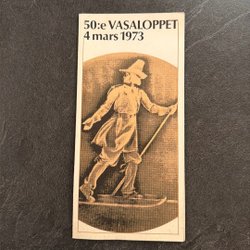 50:e VASALOPPET
4 mars 1973